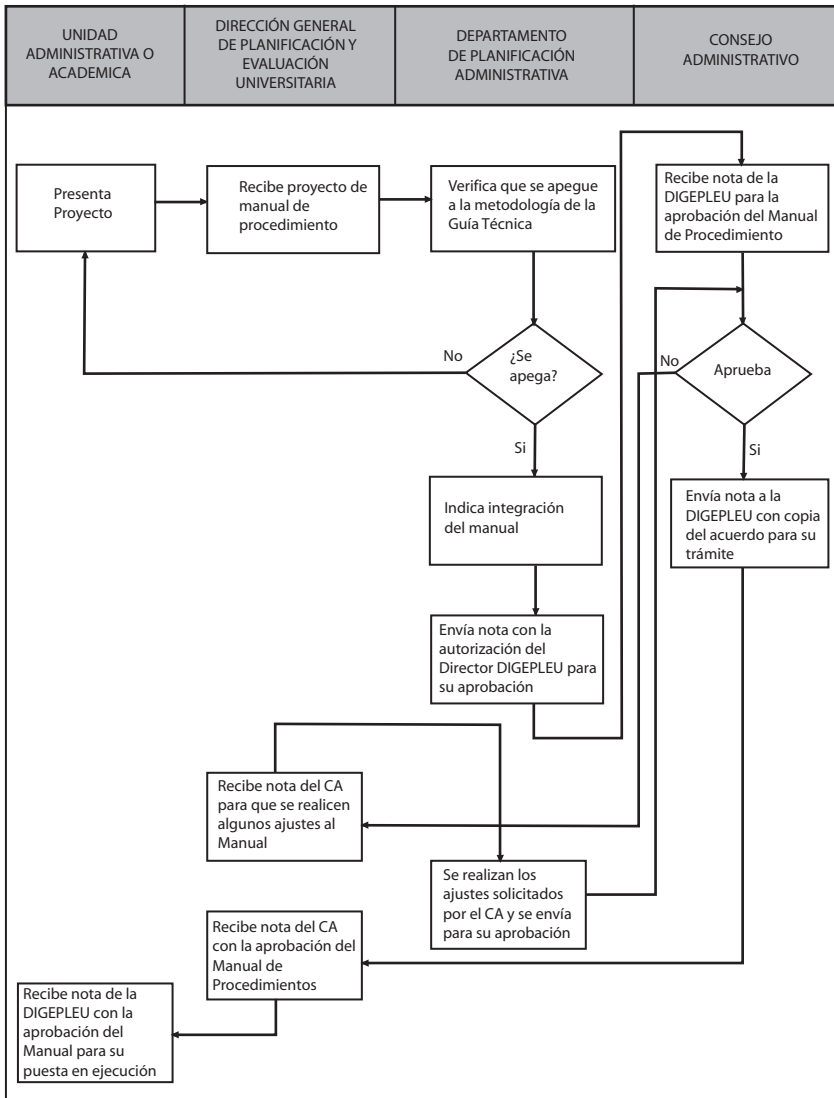 UNIDAD
ADMINISTRATIVA O
ACADEMICA
DIRECCIÓN GENERAL
DE PLANIFICACIÓN Y
EVALUACIÓN
UNIVERSITARIA
DEPARTAMENTO
DE PLANIFICACIÓN
ADMINISTRATIVA
CONSEJO
ADMINISTRATIVO
Presenta
Proyecto
Recibe proyecto de
manual de
procedimiento
Verifica que se apegue
a la metodología de la
Guía Técnica
Recibe nota de la
DIGEPLEU para la
aprobación del Manual
de Procedimiento
No
¿Se
apega?
No
Aprueba
Si
Si
Indica integración
del manual
Envía nota a la
DIGEPLEU con copia
del acuerdo para su
trámite
Envía nota con la
autorización del
Director DIGEPLEU para
su aprobación
Recibe nota del CA
para que se realicen
algunos ajustes al
Manual
Se realizan los
ajustes solicitados
por el CA y se envía
para su aprobación
Recibe nota del CA
con la aprobación del
Manual de
Procedimientos
Recibe nota de la
DIGEPLEU con la
aprobación del
Manual para su
puesta en ejecución